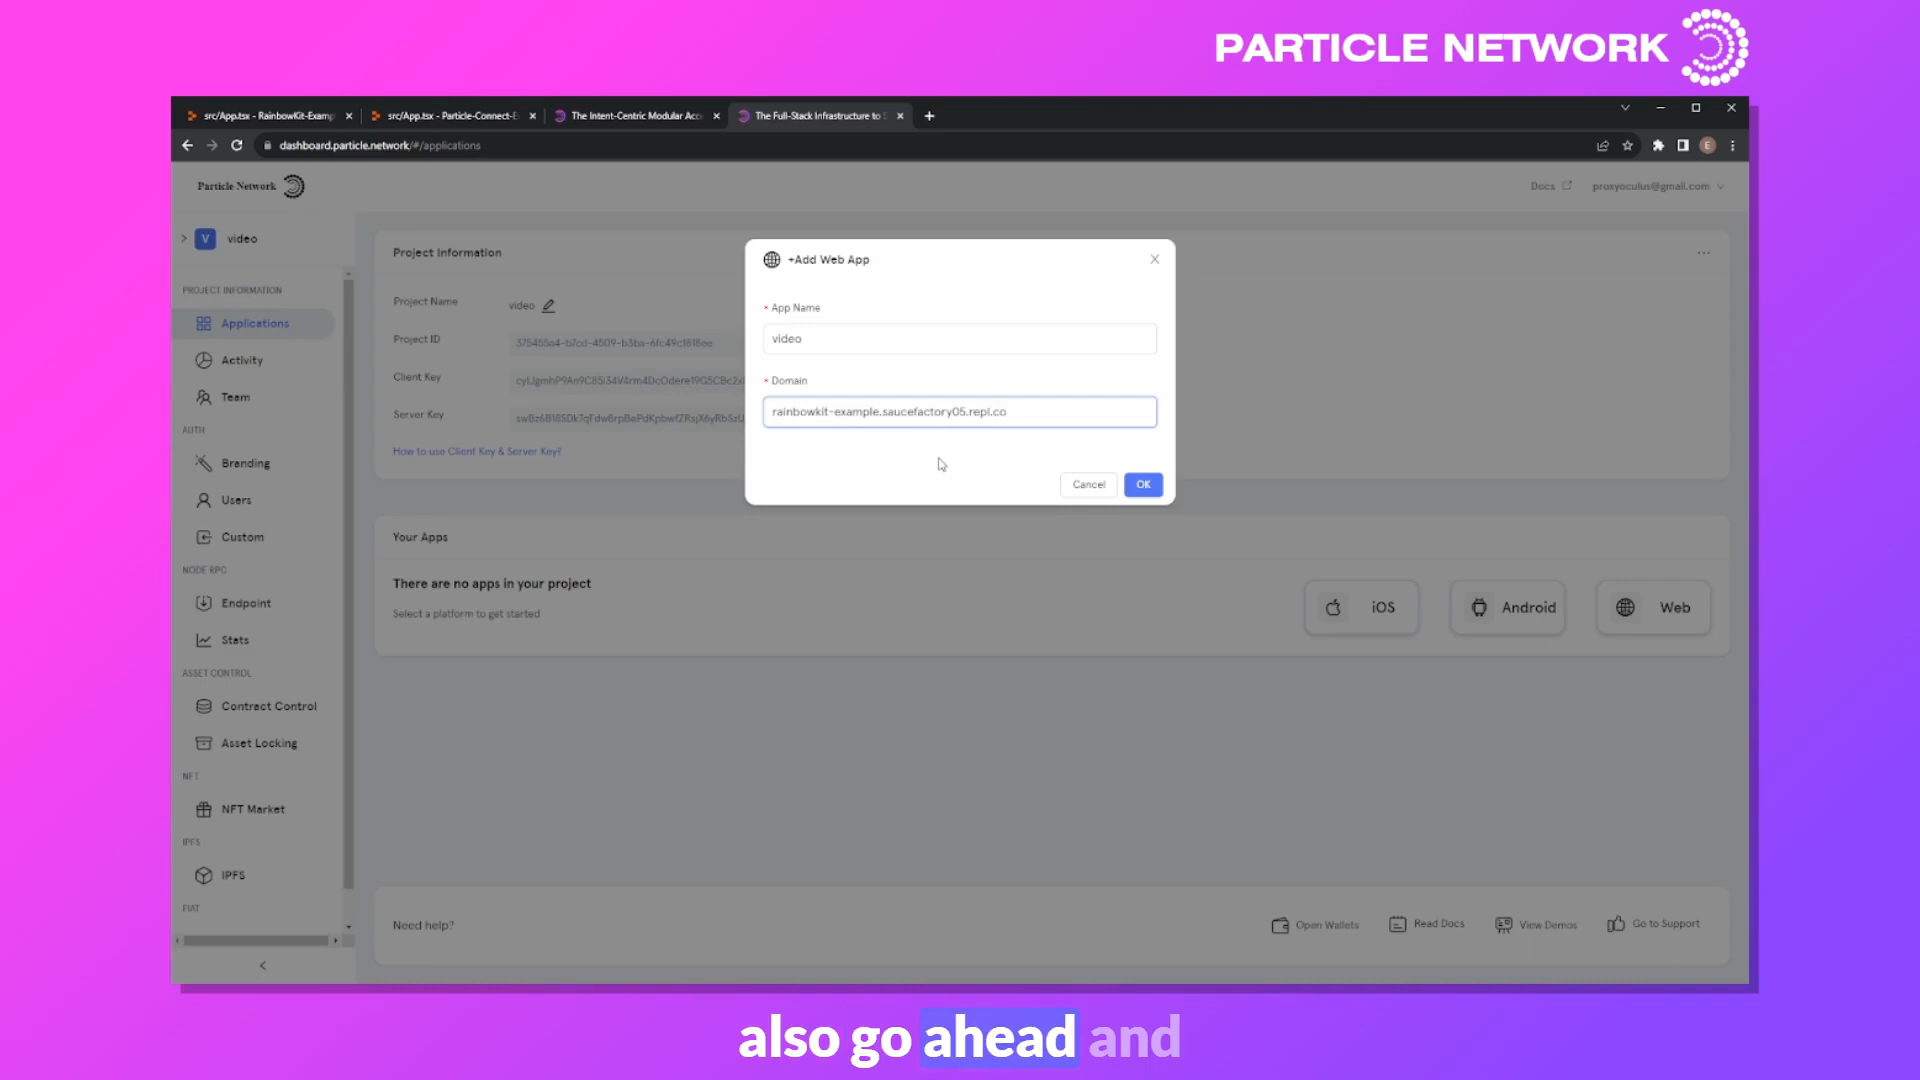 PARTICLE NETWORK
src/App.tsx - RainbowKit-Examp
src/App.tsx - Particle-Connect-E
The Intent-Centric Modular Acc
The Full-Stack Infrastructure to S
dashboard.particle.network/#/applications
E
Particle Network
Docs
proxyoculus@gmail.com
V video
PROJECT INFORMATION
Applications
Activity
Team
AUTH
Branding
Users
Custom
NODE RPC
Endpoint
Stats
ASSET CONTROL
Contract Control
Asset Locking
NFT
NFT Market
IPFS
IPFS
FIAT
Project Information
Project Name
video
Project ID
Client Key
Server Key
How to use Client Key & Server Key?
+Add Web App
* App Name
video
* Domain
rainbowkit-example.saucefactory05.repl.co
Cancel
OK
Your Apps
There are no apps in your project
Select a platform to get started
iOS
Android
Web
Need help?
Open Wallets
Read Docs
View Demos
Go to Support
also go ahead and